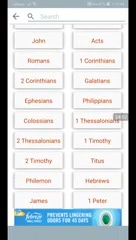 Search
John Acts
Romans 1 Corinthians
2 Corinthians Galatians
Ephesians Philippians
Colossians 1 Thessalonians
2 Thessalonians 1 Timothy
2 Timothy Titus
Philemon Hebrews
James 1 Peter
febreze
PREVENTS LINGERING
ODORS FOR 45 DAYS